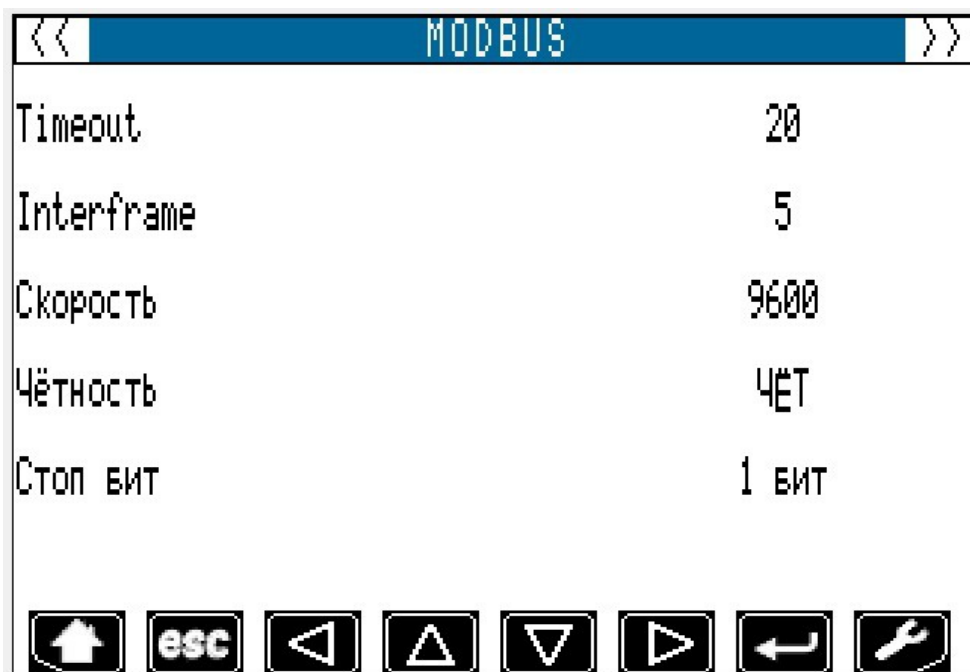 << MODBUS >>
Timeout 20
Interframe 5
Скорость 9600
Чётность ЧЁТ
Стоп бит 1 бит
esc